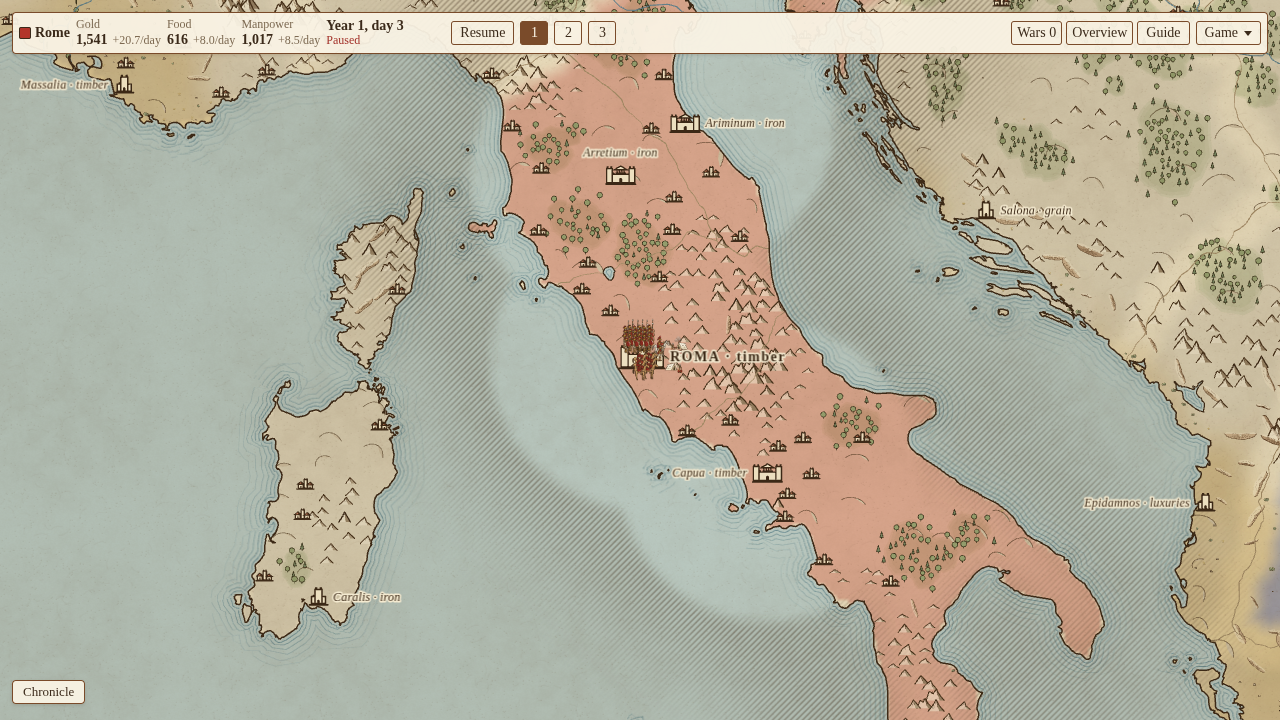 Rome
Gold
1,541 +20.7/day
Food
616 +8.0/day
Manpower
1,017 +8.5/day
Year 1, day 3
Paused
Resume
1
2
3
Wars 0
Overview
Guide
Game
Massalia · timber
Ariminum · iron
Arretium · iron
Salona · grain
ROMA · timber
Capua · timber
Epidamnos · luxuries
Caralis · iron
Chronicle